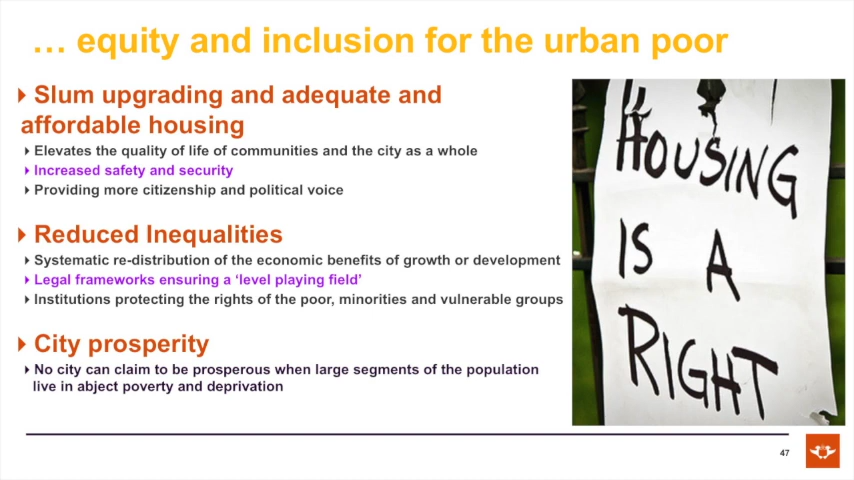 … equity and inclusion for the urban poor
Slum upgrading and adequate and
affordable housing
Elevates the quality of life of communities and the city as a whole
Increased safety and security
Providing more citizenship and political voice
Reduced Inequalities
Systematic re-distribution of the economic benefits of growth or development
Legal frameworks ensuring a ‘level playing field’
Institutions protecting the rights of the poor, minorities and vulnerable groups
City prosperity
No city can claim to be prosperous when large segments of the population
live in abject poverty and deprivation
HOUSING
IS A
RIGHT
47